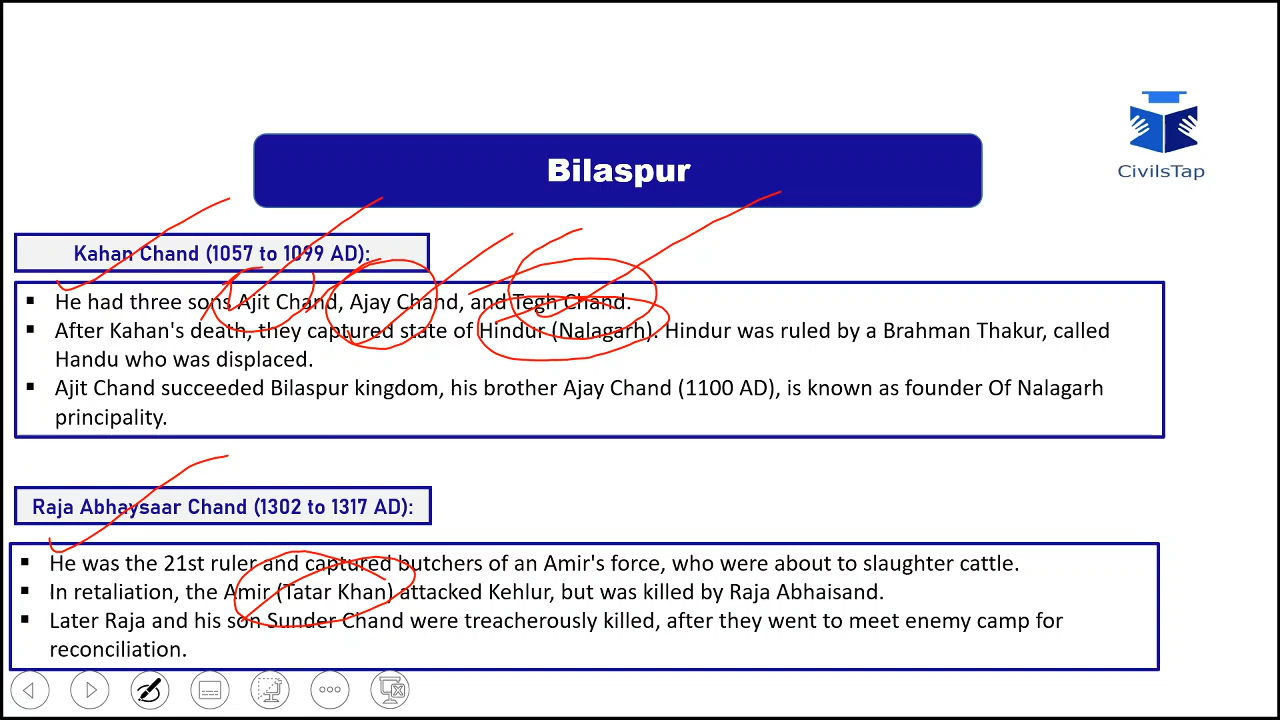 CivilsTap
Bilaspur
Kahan Chand (1057 to 1099 AD):
▪ He had three sons Ajit Chand, Ajay Chand, and Tegh Chand.
▪ After Kahan's death, they captured state of Hindur (Nalagarh). Hindur was ruled by a Brahman Thakur, called
Handu who was displaced.
▪ Ajit Chand succeeded Bilaspur kingdom, his brother Ajay Chand (1100 AD), is known as founder Of Nalagarh
principality.
Raja Abhaysaar Chand (1302 to 1317 AD):
▪ He was the 21st ruler and captured butchers of an Amir's force, who were about to slaughter cattle.
▪ In retaliation, the Amir (Tatar Khan) attacked Kehlur, but was killed by Raja Abhaisand.
▪ Later Raja and his son Sunder Chand were treacherously killed, after they went to meet enemy camp for
reconciliation.